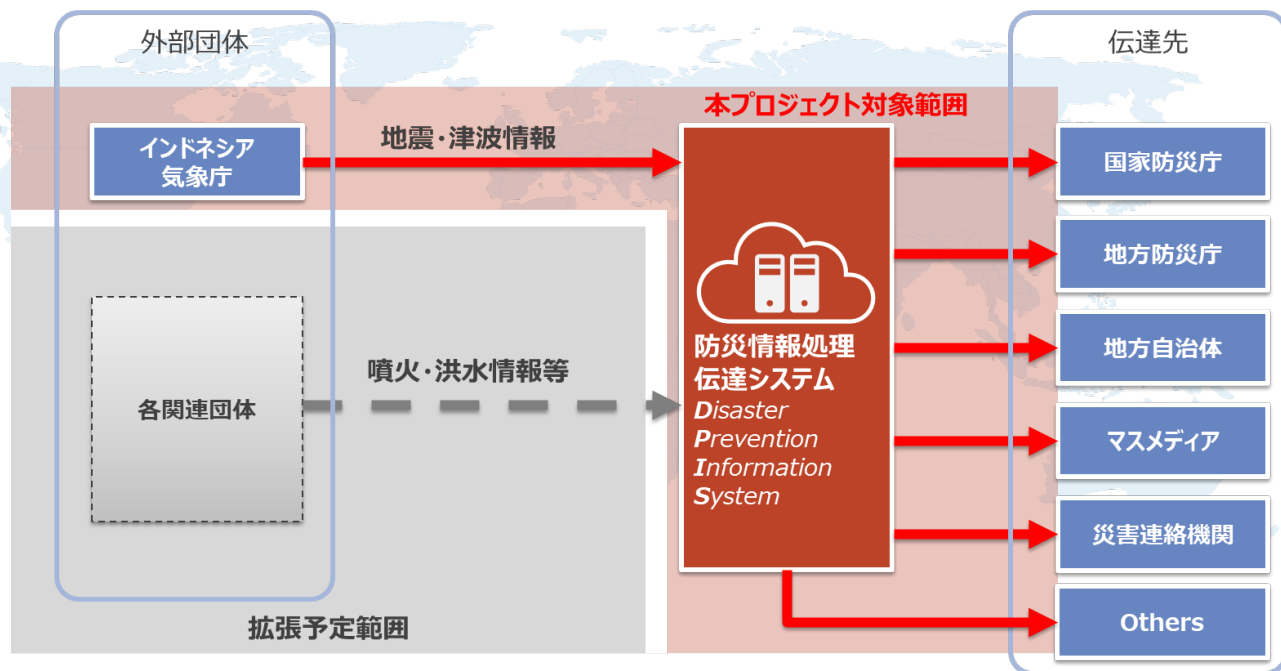 外部団体
伝達先
本プロジェクト対象範囲
インドネシア
気象庁
地震・津波情報
国家防災庁
地方防災庁
防災情報処理
伝達システム
Disaster
Prevention
Information
System
地方自治体
噴火・洪水情報等
各関連団体
マスメディア
災害連絡機関
Others
拡張予定範囲